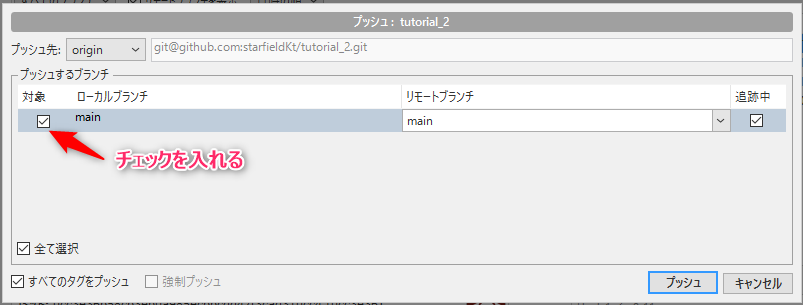 プッシュ : tutorial_2
プッシュ先: origin git@github.com:starfieldKt/tutorial_2.git
プッシュするブランチ
対象 ローカルブランチ リモートブランチ 追跡中
main main
チェックを入れる
全て選択
すべてのタグをプッシュ 強制プッシュ プッシュ キャンセル